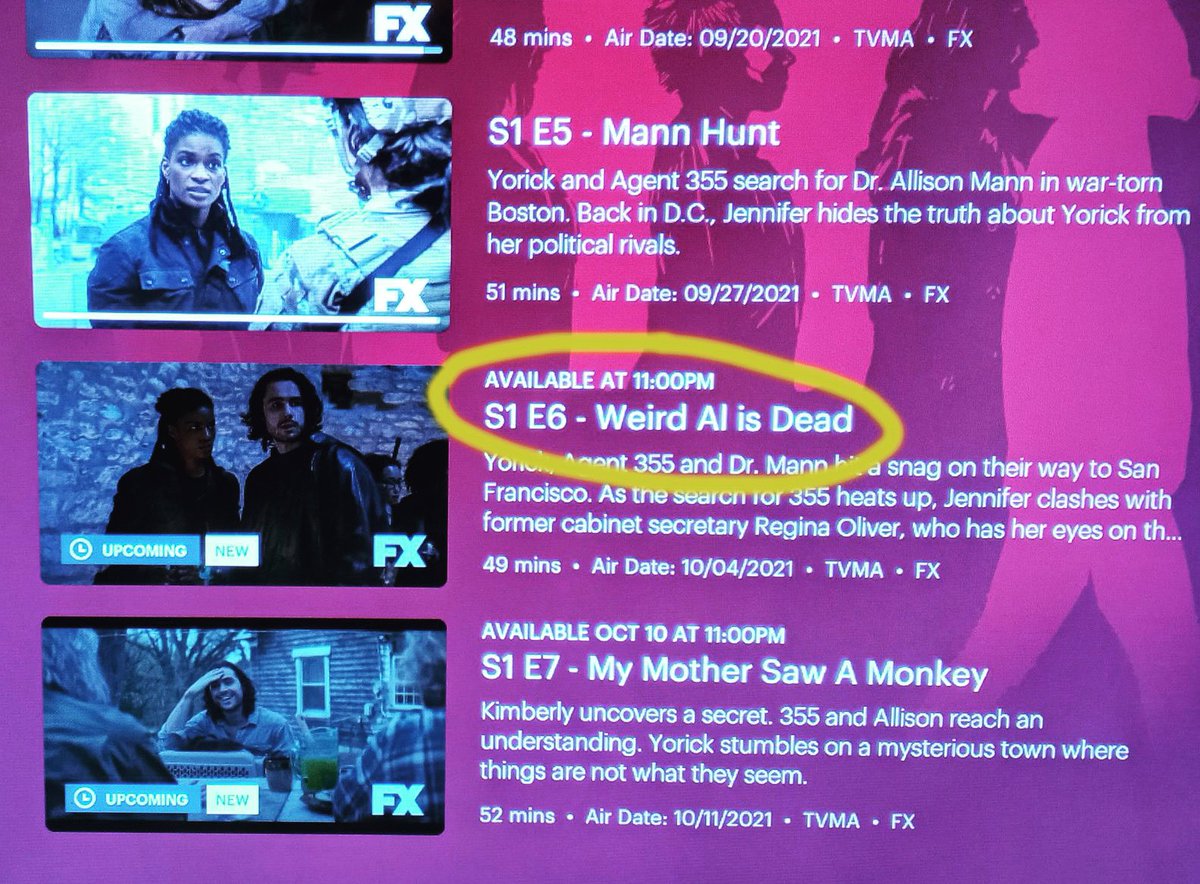 FX
48 mins • Air Date: 09/20/2021 • TVMA • FX
S1 E5 - Mann Hunt
Yorick and Agent 355 search for Dr. Allison Mann in war-torn
Boston. Back in D.C., Jennifer hides the truth about Yorick from
her political rivals.
51 mins • Air Date: 09/27/2021 • TVMA • FX
FX
AVAILABLE AT 11:00PM
S1 E6 - Weird Al is Dead
Yorick, Agent 355 and Dr. Mann hit a snag on their way to San
Francisco. As the search for 355 heats up, Jennifer clashes with
former cabinet secretary Regina Oliver, who has her eyes on th...
49 mins • Air Date: 10/04/2021 • TVMA • FX
UPCOMING NEW FX
AVAILABLE OCT 10 AT 11:00PM
S1 E7 - My Mother Saw A Monkey
Kimberly uncovers a secret. 355 and Allison reach an
understanding. Yorick stumbles on a mysterious town where
things are not what they seem.
52 mins • Air Date: 10/11/2021 • TVMA • FX
UPCOMING NEW FX